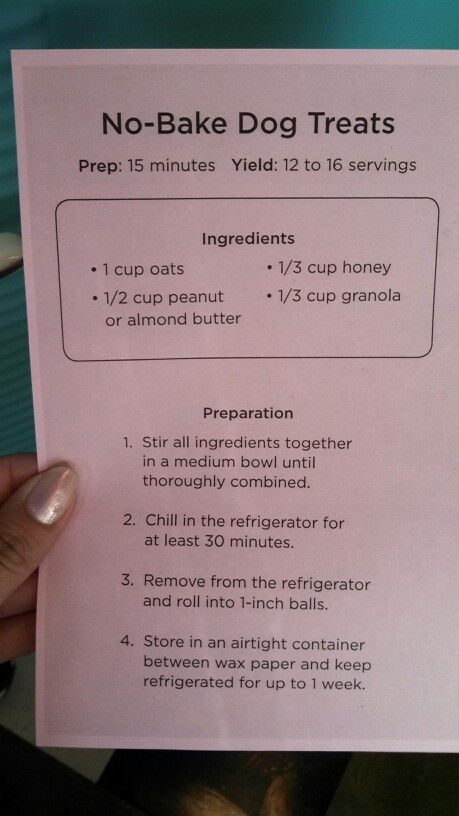 No-Bake Dog Treats
Prep: 15 minutes Yield: 12 to 16 servings
Ingredients
• 1 cup oats
• 1/2 cup peanut
or almond butter
• 1/3 cup honey
• 1/3 cup granola
Preparation
1. Stir all ingredients together
in a medium bowl until
thoroughly combined.
2. Chill in the refrigerator for
at least 30 minutes.
3. Remove from the refrigerator
and roll into 1-inch balls.
4. Store in an airtight container
between wax paper and keep
refrigerated for up to 1 week.